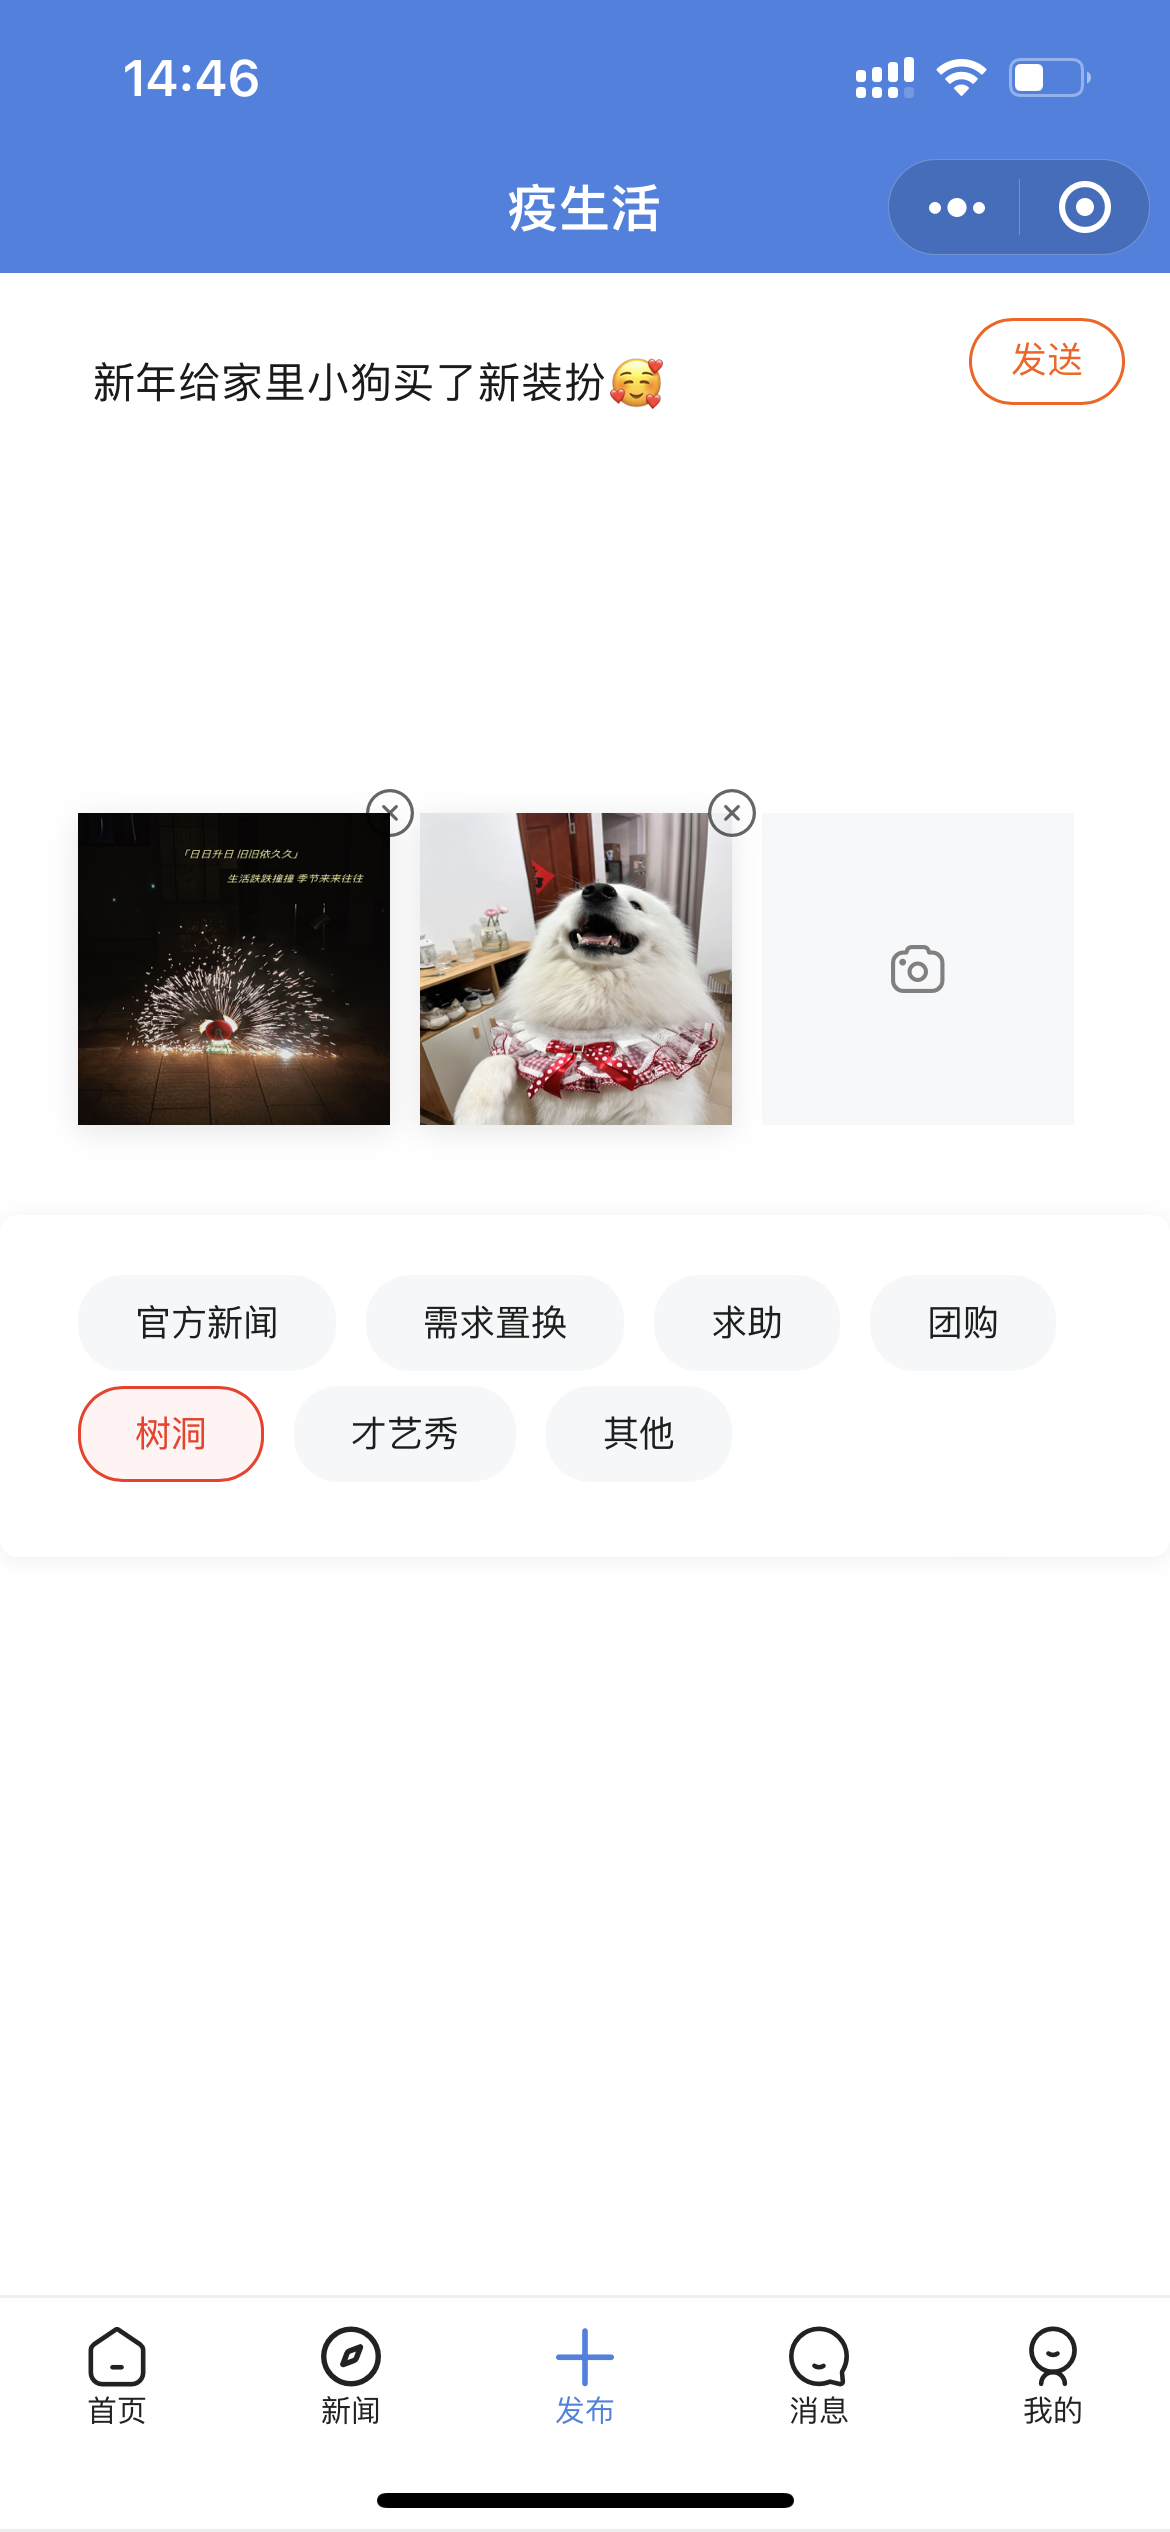 14:46
疫生活
新年给家里小狗买了新装扮🥰
发送
「日日升日 旧旧依久久」
生活跌跌撞撞 季节来来往往
官方新闻 需求置换 求助 团购
树洞 才艺秀 其他
首页 新闻 发布 消息 我的